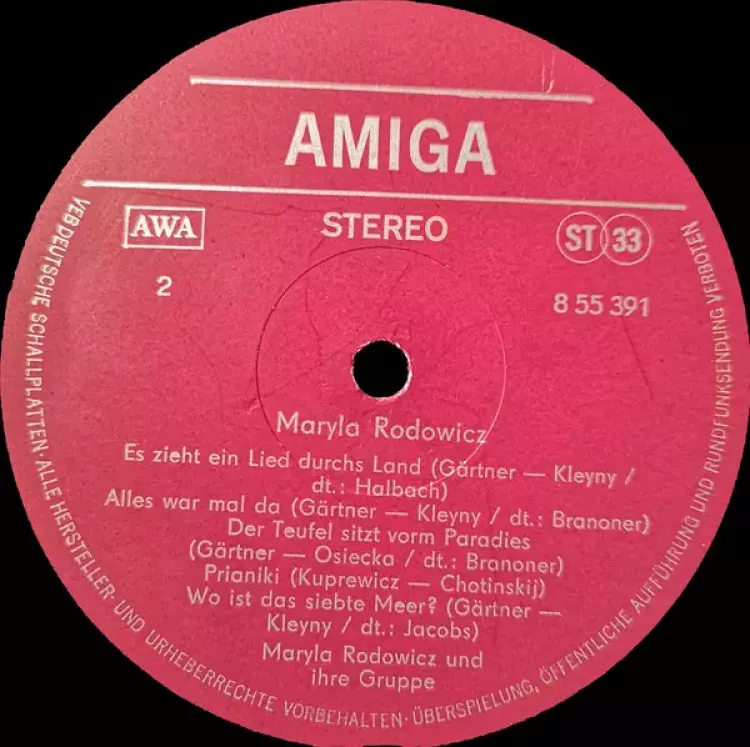 AMIGA
AWA
STEREO
ST 33
2
8 55 391
Maryla Rodowicz
Es zieht ein Lied durchs Land (Gärtner — Kleyny /
dt.: Halbach)
Alles war mal da (Gärtner — Kleyny / dt.: Branoner)
Der Teufel sitzt vorm Paradies
(Gärtner — Osiecka / dt.: Branoner)
Prianiki (Kuprewicz — Chotinskij)
Wo ist das siebte Meer? (Gärtner —
Kleyny / dt.: Jacobs)
Maryla Rodowicz und
ihre Gruppe
VEB DEUTSCHE SCHALLPLATTEN · ALLE HERSTELLER- UND URHEBERRECHTE VORBEHALTEN · ÜBERSPIELUNG, ÖFFENTLICHE AUFFÜHRUNG UND RUNDFUNKSENDUNG VERBOTEN